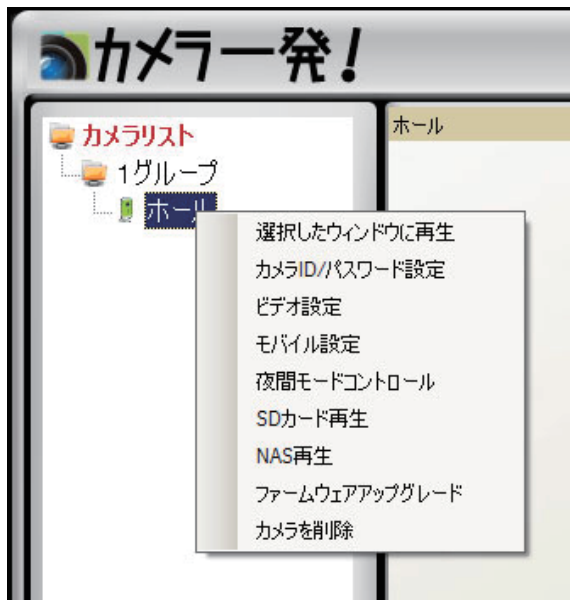 カメラ一発!
カメラリスト
1グループ
ホール
ホール
選択したウィンドウに再生
カメラID/パスワード設定
ビデオ設定
モバイル設定
夜間モードコントロール
SDカード再生
NAS再生
ファームウェアアップグレード
カメラを削除